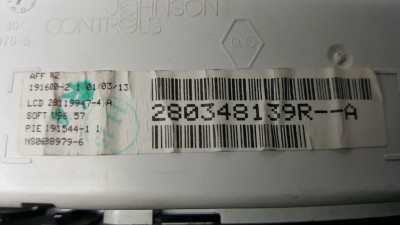 JOHNSON
CONTROLS
AFF A2
191600-2 1 01/03/13
LCD 28119947-4 A
SOFT V96.57
PIE 191544-1 1
NS0688979-6
280348139R--A